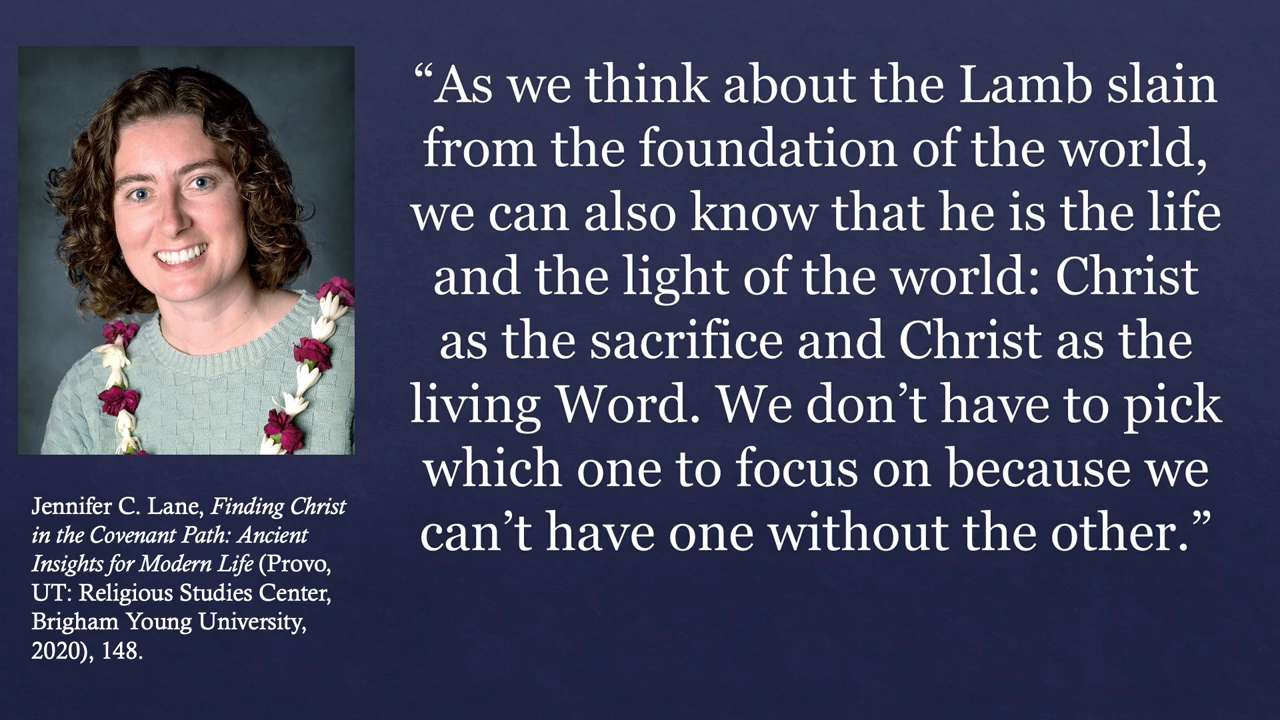 “As we think about the Lamb slain
from the foundation of the world,
we can also know that he is the life
and the light of the world: Christ
as the sacrifice and Christ as the
living Word. We don’t have to pick
which one to focus on because we
can’t have one without the other.”
Jennifer C. Lane, Finding Christ
in the Covenant Path: Ancient
Insights for Modern Life (Provo,
UT: Religious Studies Center,
Brigham Young University,
2020), 148.